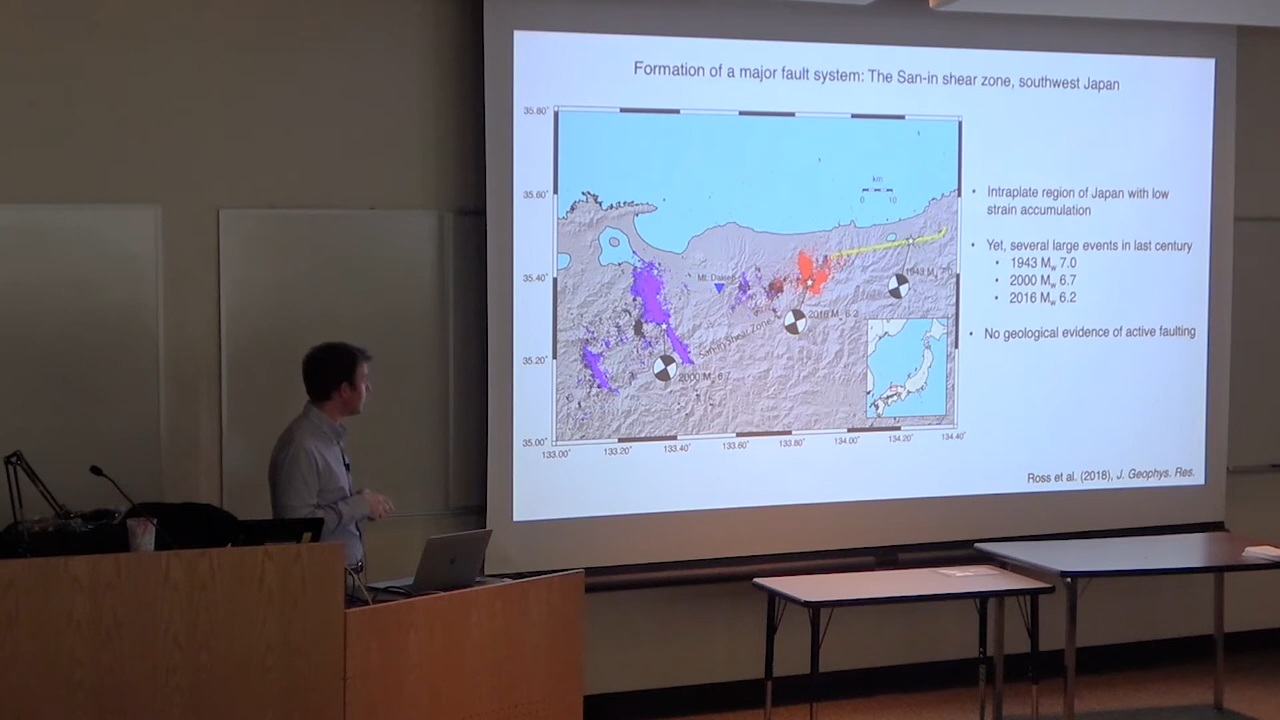 Formation of a major fault system: The San-in shear zone, southwest Japan
35.80°
35.60°
35.40°
35.20°
35.00°
133.00°
133.20°
133.40°
133.60°
133.80°
134.00°
134.20°
134.40°
km
0 10
Mt. Daisen
San-in Shear Zone
1943 Mw 7.0
2016 Mw 6.2
2000 Mw 6.7
• Intraplate region of Japan with low
strain accumulation
• Yet, several large events in last century
• 1943 Mw 7.0
• 2000 Mw 6.7
• 2016 Mw 6.2
• No geological evidence of active faulting
Ross et al. (2018), J. Geophys. Res.